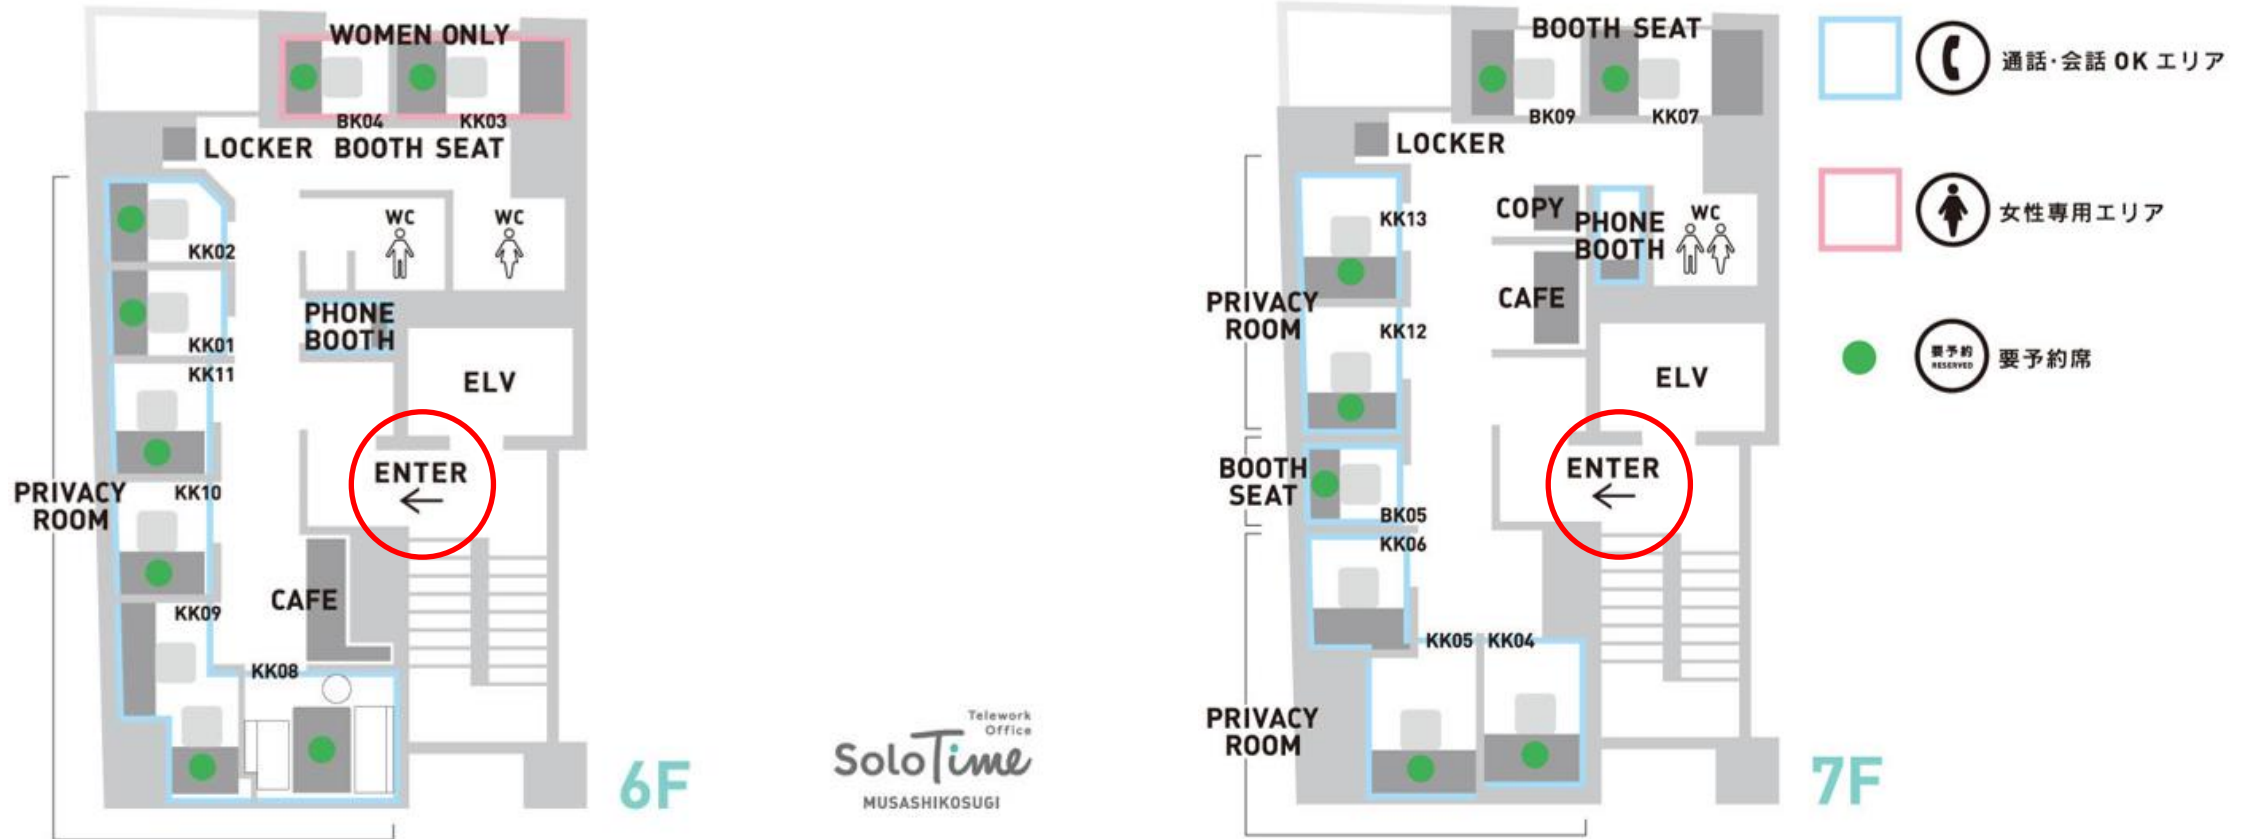 WOMEN ONLY
BK04
KK03
LOCKER
BOOTH SEAT
KK02
WC
WC
KK01
PHONE
BOOTH
KK11
ELV
PRIVACY
ROOM
KK10
ENTER
←
KK09
CAFE
KK08
6F
Telework
Office
SoloTime
MUSASHIKOSUGI
BOOTH SEAT
BK09
KK07
LOCKER
KK13
COPY
PHONE
BOOTH
WC
PRIVACY
ROOM
KK12
CAFE
ELV
BOOTH
SEAT
BK05
ENTER
←
KK06
KK05
KK04
PRIVACY
ROOM
7F
通話・会話 OK エリア
女性専用エリア
要予約
RESERVED
要予約席